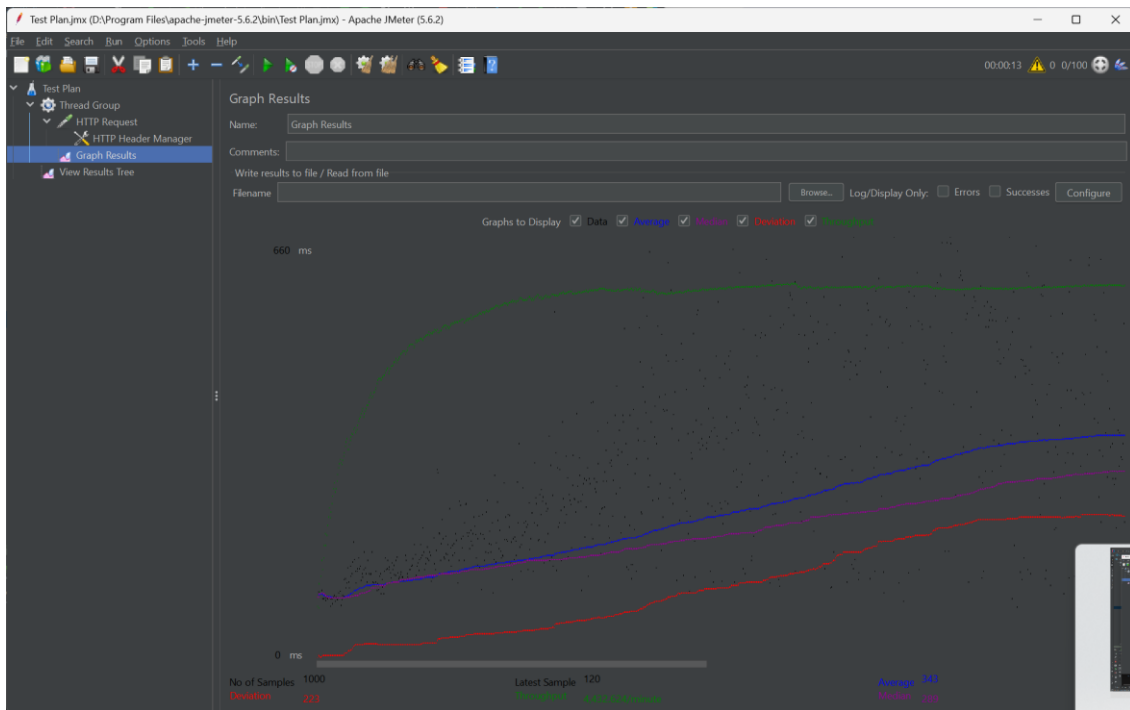 Test Plan.jmx (D:\Program Files\apache-jmeter-5.6.2\bin\Test Plan.jmx) - Apache JMeter (5.6.2)
File Edit Search Run Options Tools Help
00:00:13 0 0/100
Test Plan
Thread Group
HTTP Request
HTTP Header Manager
Graph Results
View Results Tree
Graph Results
Name: Graph Results
Comments:
Write results to file / Read from file
Filename Browse... Log/Display Only: Errors Successes Configure
Graphs to Display Data Average Median Deviation Throughput
660 ms
0 ms
No of Samples 1000 Latest Sample 120 Average 343
Deviation 223 Throughput